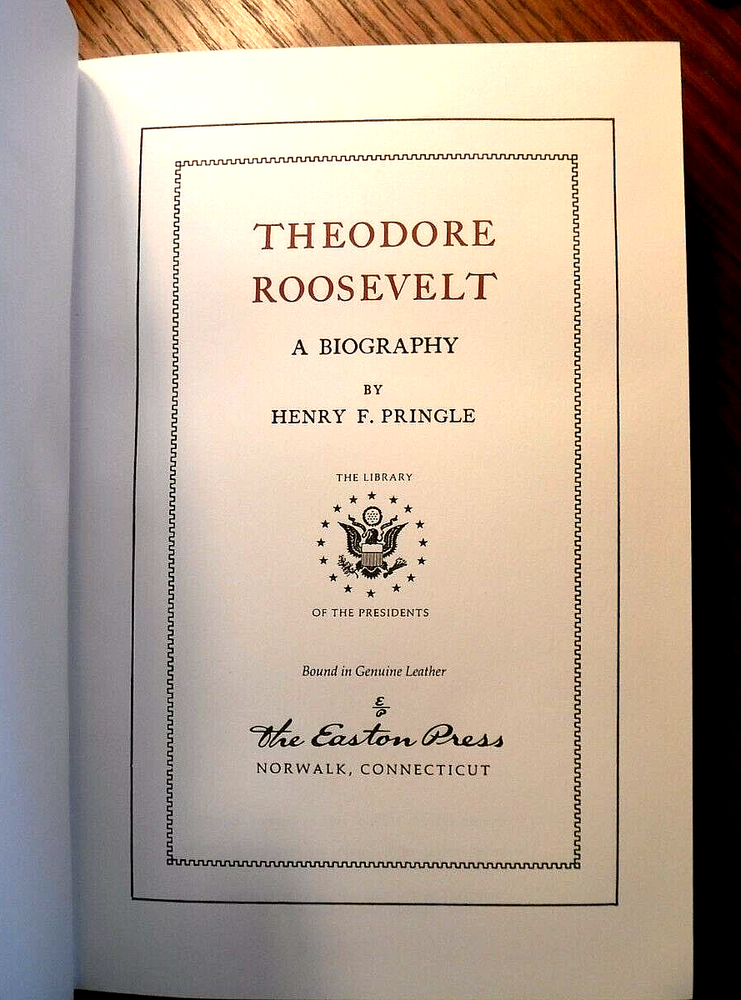 THEODORE
ROOSEVELT
A BIOGRAPHY
BY
HENRY F. PRINGLE
THE LIBRARY
OF THE PRESIDENTS
Bound in Genuine Leather
E
P
The Easton Press
NORWALK, CONNECTICUT